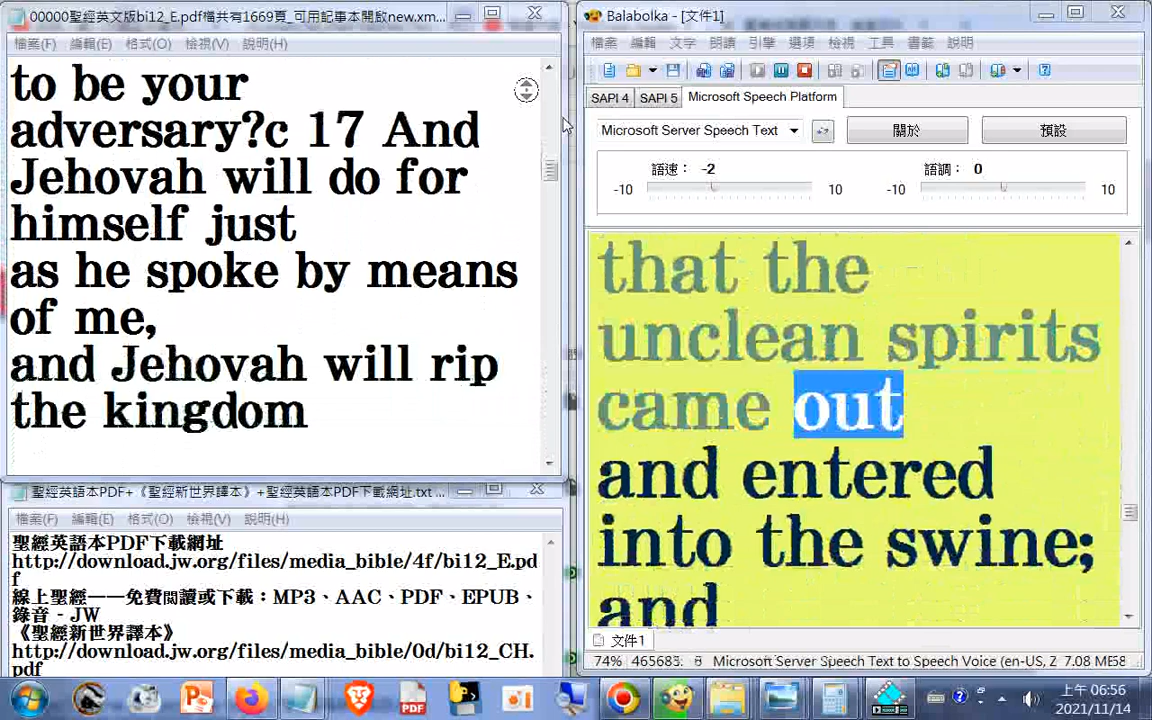 00000聖經英文版bi12_E.pdf檔共有1669頁_可用記事本開啟new.xm...
檔案(F) 編輯(E) 格式(O) 檢視(V) 說明(H)
to be your
adversary?c 17 And
Jehovah will do for
himself just
as he spoke by means
of me,
and Jehovah will rip
the kingdom
聖經英語本PDF+《聖經新世界譯本》+聖經英語本PDF下載網址.txt ...
檔案(F) 編輯(E) 格式(O) 檢視(V) 說明(H)
聖經英語本PDF下載網址
http://download.jw.org/files/media_bible/4f/bi12_E.pd
f
線上聖經——免費閱讀或下載：MP3、AAC、PDF、EPUB、
錄音 - JW
《聖經新世界譯本》
http://download.jw.org/files/media_bible/0d/bi12_CH.
pdf
Balabolka - [文件1]
檔案 編輯 文字 朗讀 引擎 選項 檢視 工具 書籤 說明
SAPI 4 SAPI 5 Microsoft Speech Platform
Microsoft Server Speech Text 關於 預設
語速： -2 語調： 0
-10 10 -10 10
that the
unclean spirits
came out
and entered
into the swine;
and
文件1
74% 465683. Microsoft Server Speech Text to Speech Voice (en-US, Z 7.08 ME58
上午 06:56
2021/11/14